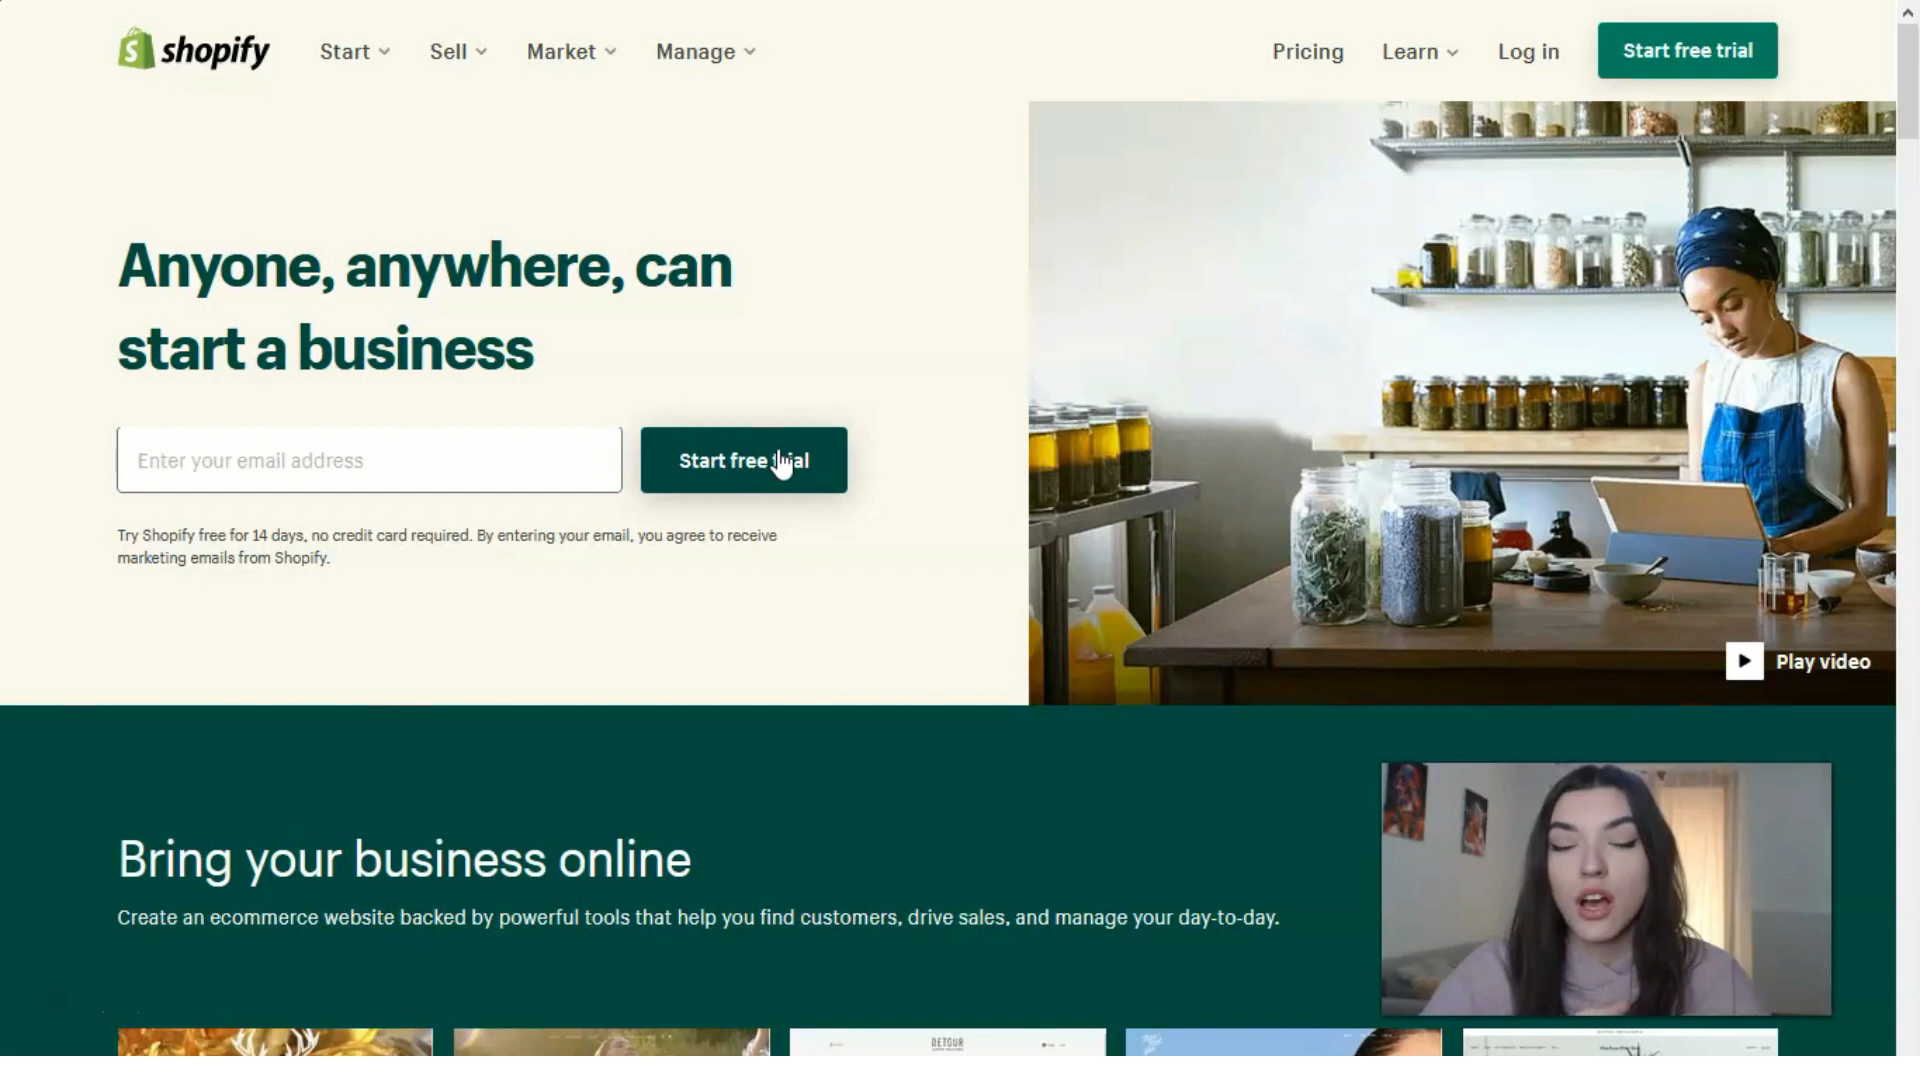 shopify
Start
Sell
Market
Manage
Pricing
Learn
Log in
Start free trial
Anyone, anywhere, can
start a business
Enter your email address
Start free trial
Try Shopify free for 14 days, no credit card required. By entering your email, you agree to receive
marketing emails from Shopify.
Play video
Bring your business online
Create an ecommerce website backed by powerful tools that help you find customers, drive sales, and manage your day-to-day.
DETOUR